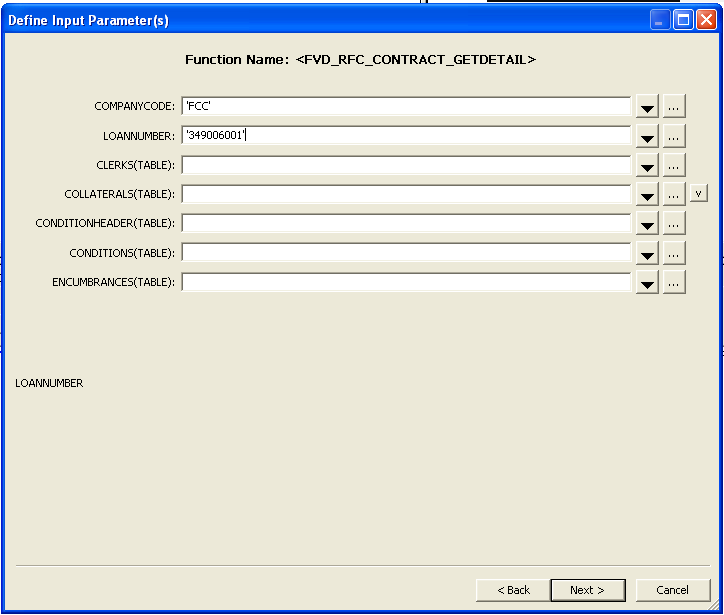 Define Input Parameter(s)
Function Name: <FVD_RFC_CONTRACT_GETDETAIL>
COMPANYCODE: 'FCC' ...
LOANNUMBER: '349006001' ...
CLERKS(TABLE): ...
COLLATERALS(TABLE): ... v
CONDITIONHEADER(TABLE): ...
CONDITIONS(TABLE): ...
ENCUMBRANCES(TABLE): ...
LOANNUMBER
< Back Next > Cancel